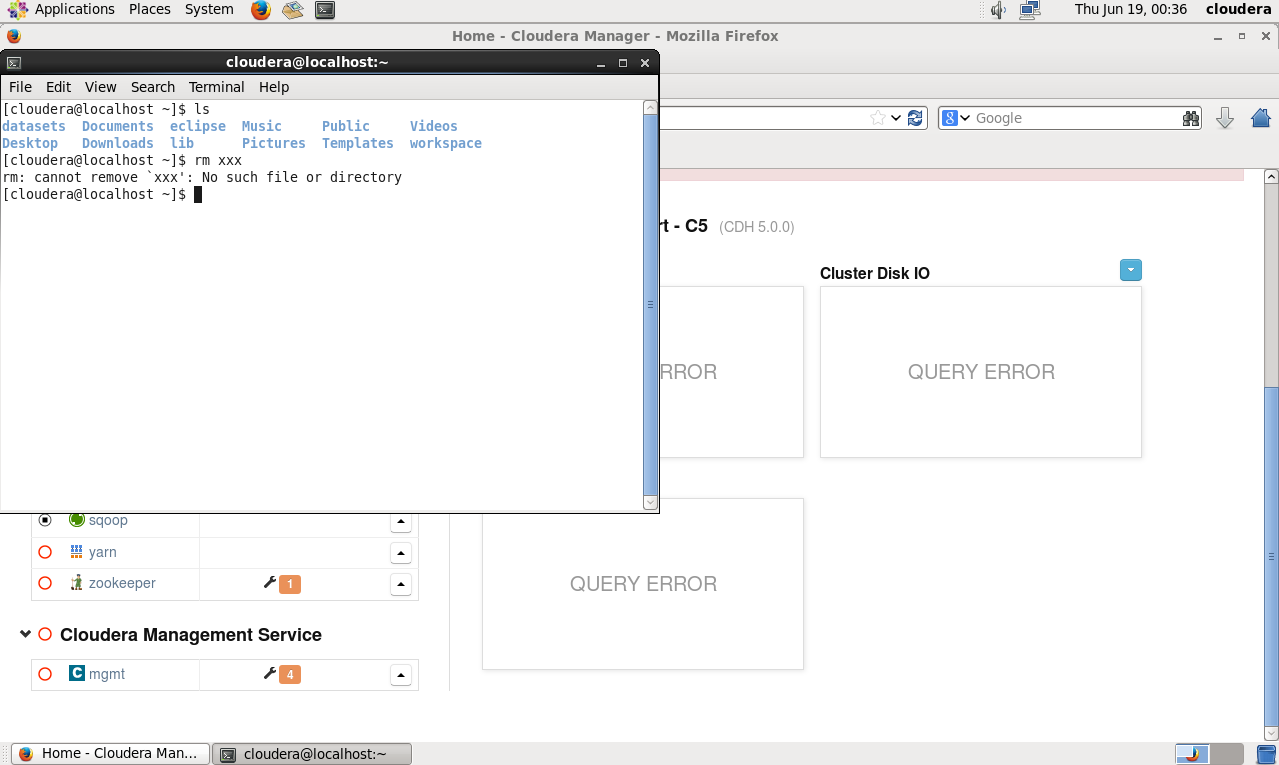 Applications Places System Thu Jun 19, 00:36 cloudera
Home - Cloudera Manager - Mozilla Firefox
cloudera@localhost:~
File Edit View Search Terminal Help
[cloudera@localhost ~]$ ls
datasets Documents eclipse Music Public Videos
Desktop Downloads lib Pictures Templates workspace
[cloudera@localhost ~]$ rm xxx
rm: cannot remove `xxx': No such file or directory
[cloudera@localhost ~]$
8 Google
rt - C5 (CDH 5.0.0)
Cluster Disk IO
RROR
QUERY ERROR
sqoop
yarn
zookeeper 1
QUERY ERROR
Cloudera Management Service
C mgmt 4
Home - Cloudera Man...
cloudera@localhost:~